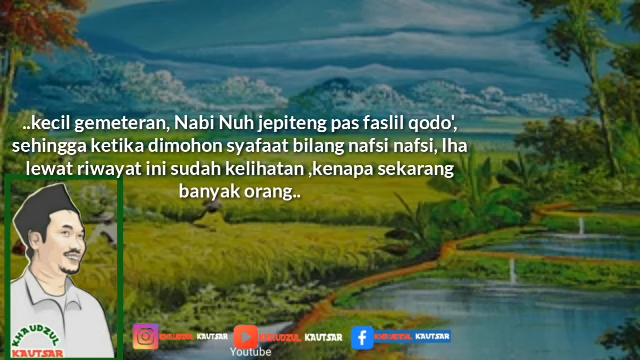 ..kecil gemeteran, Nabi Nuh jepiteng pas faslil qodo',
sehingga ketika dimohon syafaat bilang nafsi nafsi, lha
lewat riwayat ini sudah kelihatan ,kenapa sekarang
banyak orang..
KHAUDZUL
KAUTSAR
KHAUDZUL KAUTSAR
KHAUDZUL KAUTSAR
KHAUDZUL KAUTSAR
Youtube